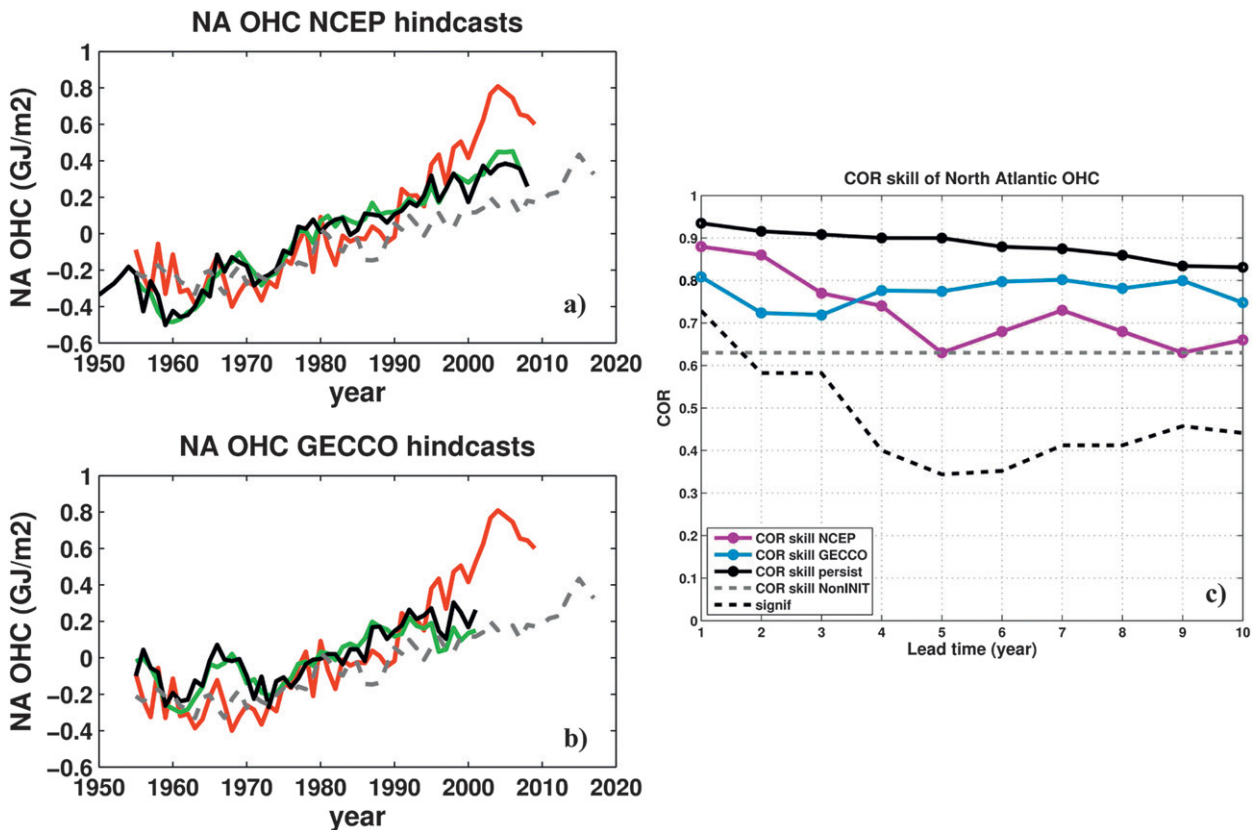 NA OHC NCEP hindcasts
NA OHC (GJ/m2)
1
0.8
0.6
0.4
0.2
0
−0.2
−0.4
−0.6
1950 1960 1970 1980 1990 2000 2010 2020
year
a)
NA OHC GECCO hindcasts
NA OHC (GJ/m2)
1
0.8
0.6
0.4
0.2
0
−0.2
−0.4
−0.6
1950 1960 1970 1980 1990 2000 2010 2020
year
b)
COR skill of North Atlantic OHC
COR
1
0.9
0.8
0.7
0.6
0.5
0.4
0.3
0.2
0.1
0
COR skill NCEP
COR skill GECCO
COR skill persist
COR skill NonINIT
signif
c)
1 2 3 4 5 6 7 8 9 10
Lead time (year)